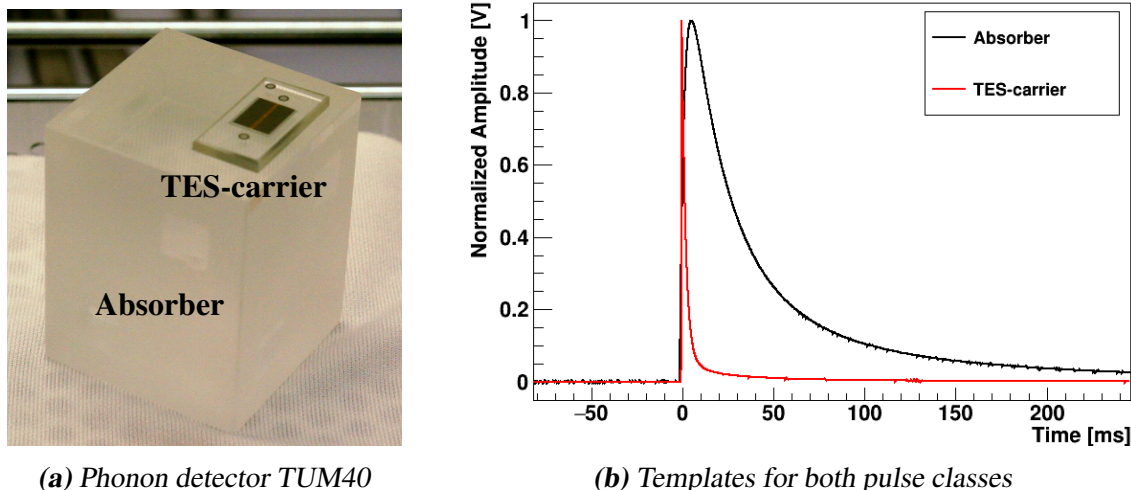 TES-carrier
Absorber
(a) Phonon detector TUM40
Normalized Amplitude [V]
1
0.8
0.6
0.4
0.2
0
Absorber
TES-carrier
−50 0 50 100 150 200
Time [ms]
(b) Templates for both pulse classes